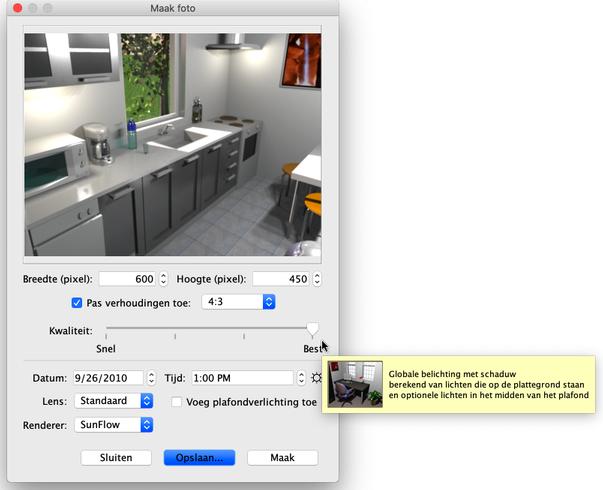 Maak foto
Breedte (pixel): 600 Hoogte (pixel): 450
Pas verhoudingen toe: 4:3
Kwaliteit:
Snel Best
Globale belichting met schaduw
berekend van lichten die op de plattegrond staan
en optionele lichten in het midden van het plafond
Datum: 9/26/2010 Tijd: 1:00 PM
Lens: Standaard Voeg plafondverlichting toe
Renderer: SunFlow
Sluiten Opslaan... Maak